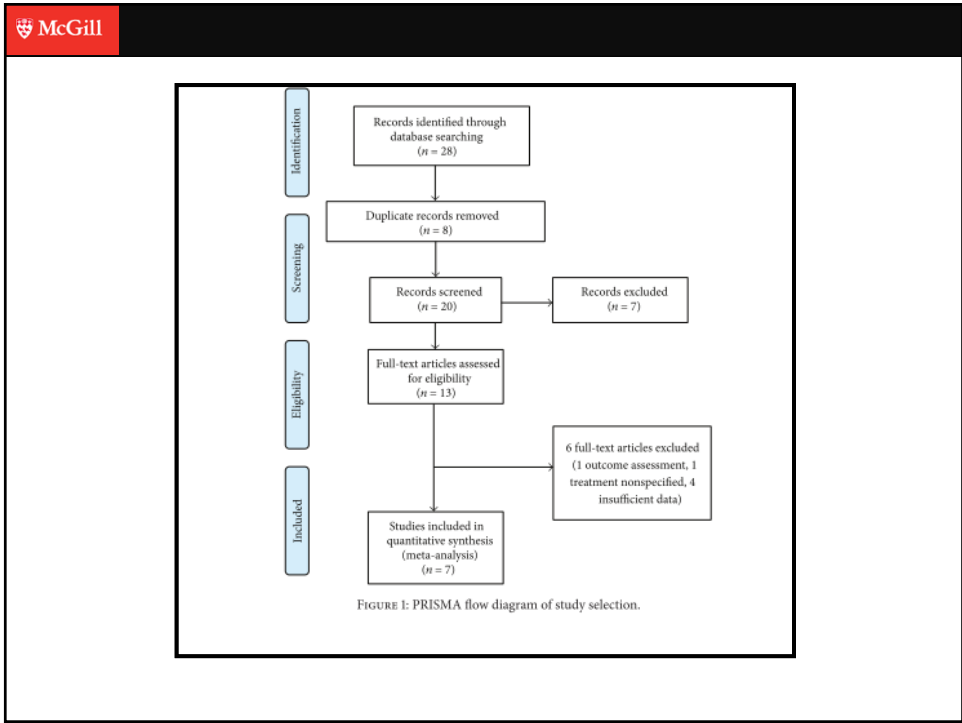 McGill
Identification
Records identified through
database searching
(n = 28)
Duplicate records removed
(n = 8)
Screening
Records screened
(n = 20)
Records excluded
(n = 7)
Eligibility
Full-text articles assessed
for eligibility
(n = 13)
6 full-text articles excluded
(1 outcome assessment, 1
treatment nonspecified, 4
insufficient data)
Included
Studies included in
quantitative synthesis
(meta-analysis)
(n = 7)
FIGURE 1: PRISMA flow diagram of study selection.